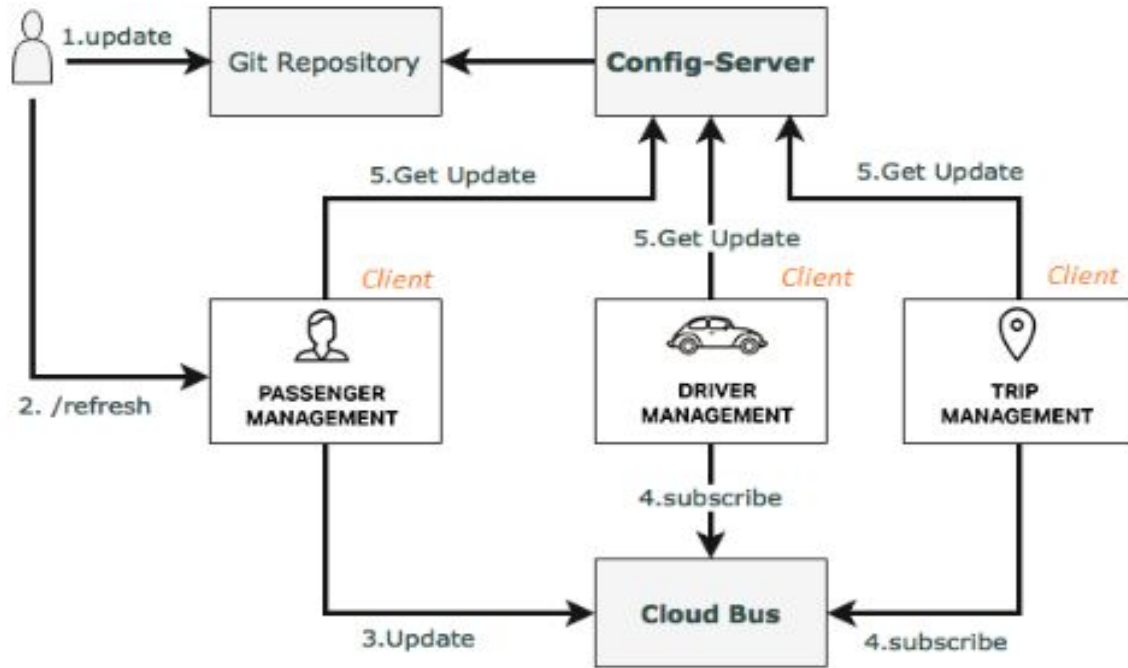 1.update
Git Repository
Config-Server
5.Get Update
5.Get Update
5.Get Update
Client
Client
Client
PASSENGER
MANAGEMENT
DRIVER
MANAGEMENT
TRIP
MANAGEMENT
2. /refresh
4.subscribe
Cloud Bus
3.Update
4.subscribe